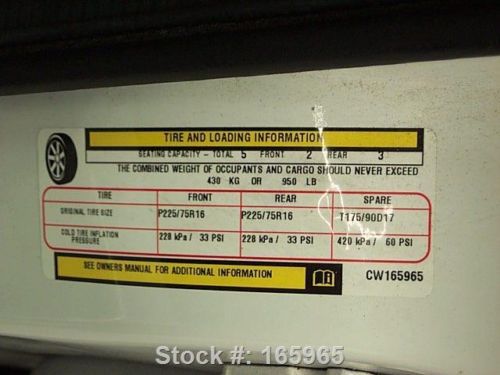 TIRE AND LOADING INFORMATION
SEATING CAPACITY - TOTAL 5 FRONT 2 REAR 3
THE COMBINED WEIGHT OF OCCUPANTS AND CARGO SHOULD NEVER EXCEED
430 KG OR 950 LB
TIRE FRONT REAR SPARE
ORIGINAL TIRE SIZE P225/75R16 P225/75R16 T175/90D17
COLD TIRE INFLATION PRESSURE 228 kPa / 33 PSI 228 kPa / 33 PSI 420 kPa / 60 PSI
SEE OWNERS MANUAL FOR ADDITIONAL INFORMATION
CW165965
Stock #: 165965